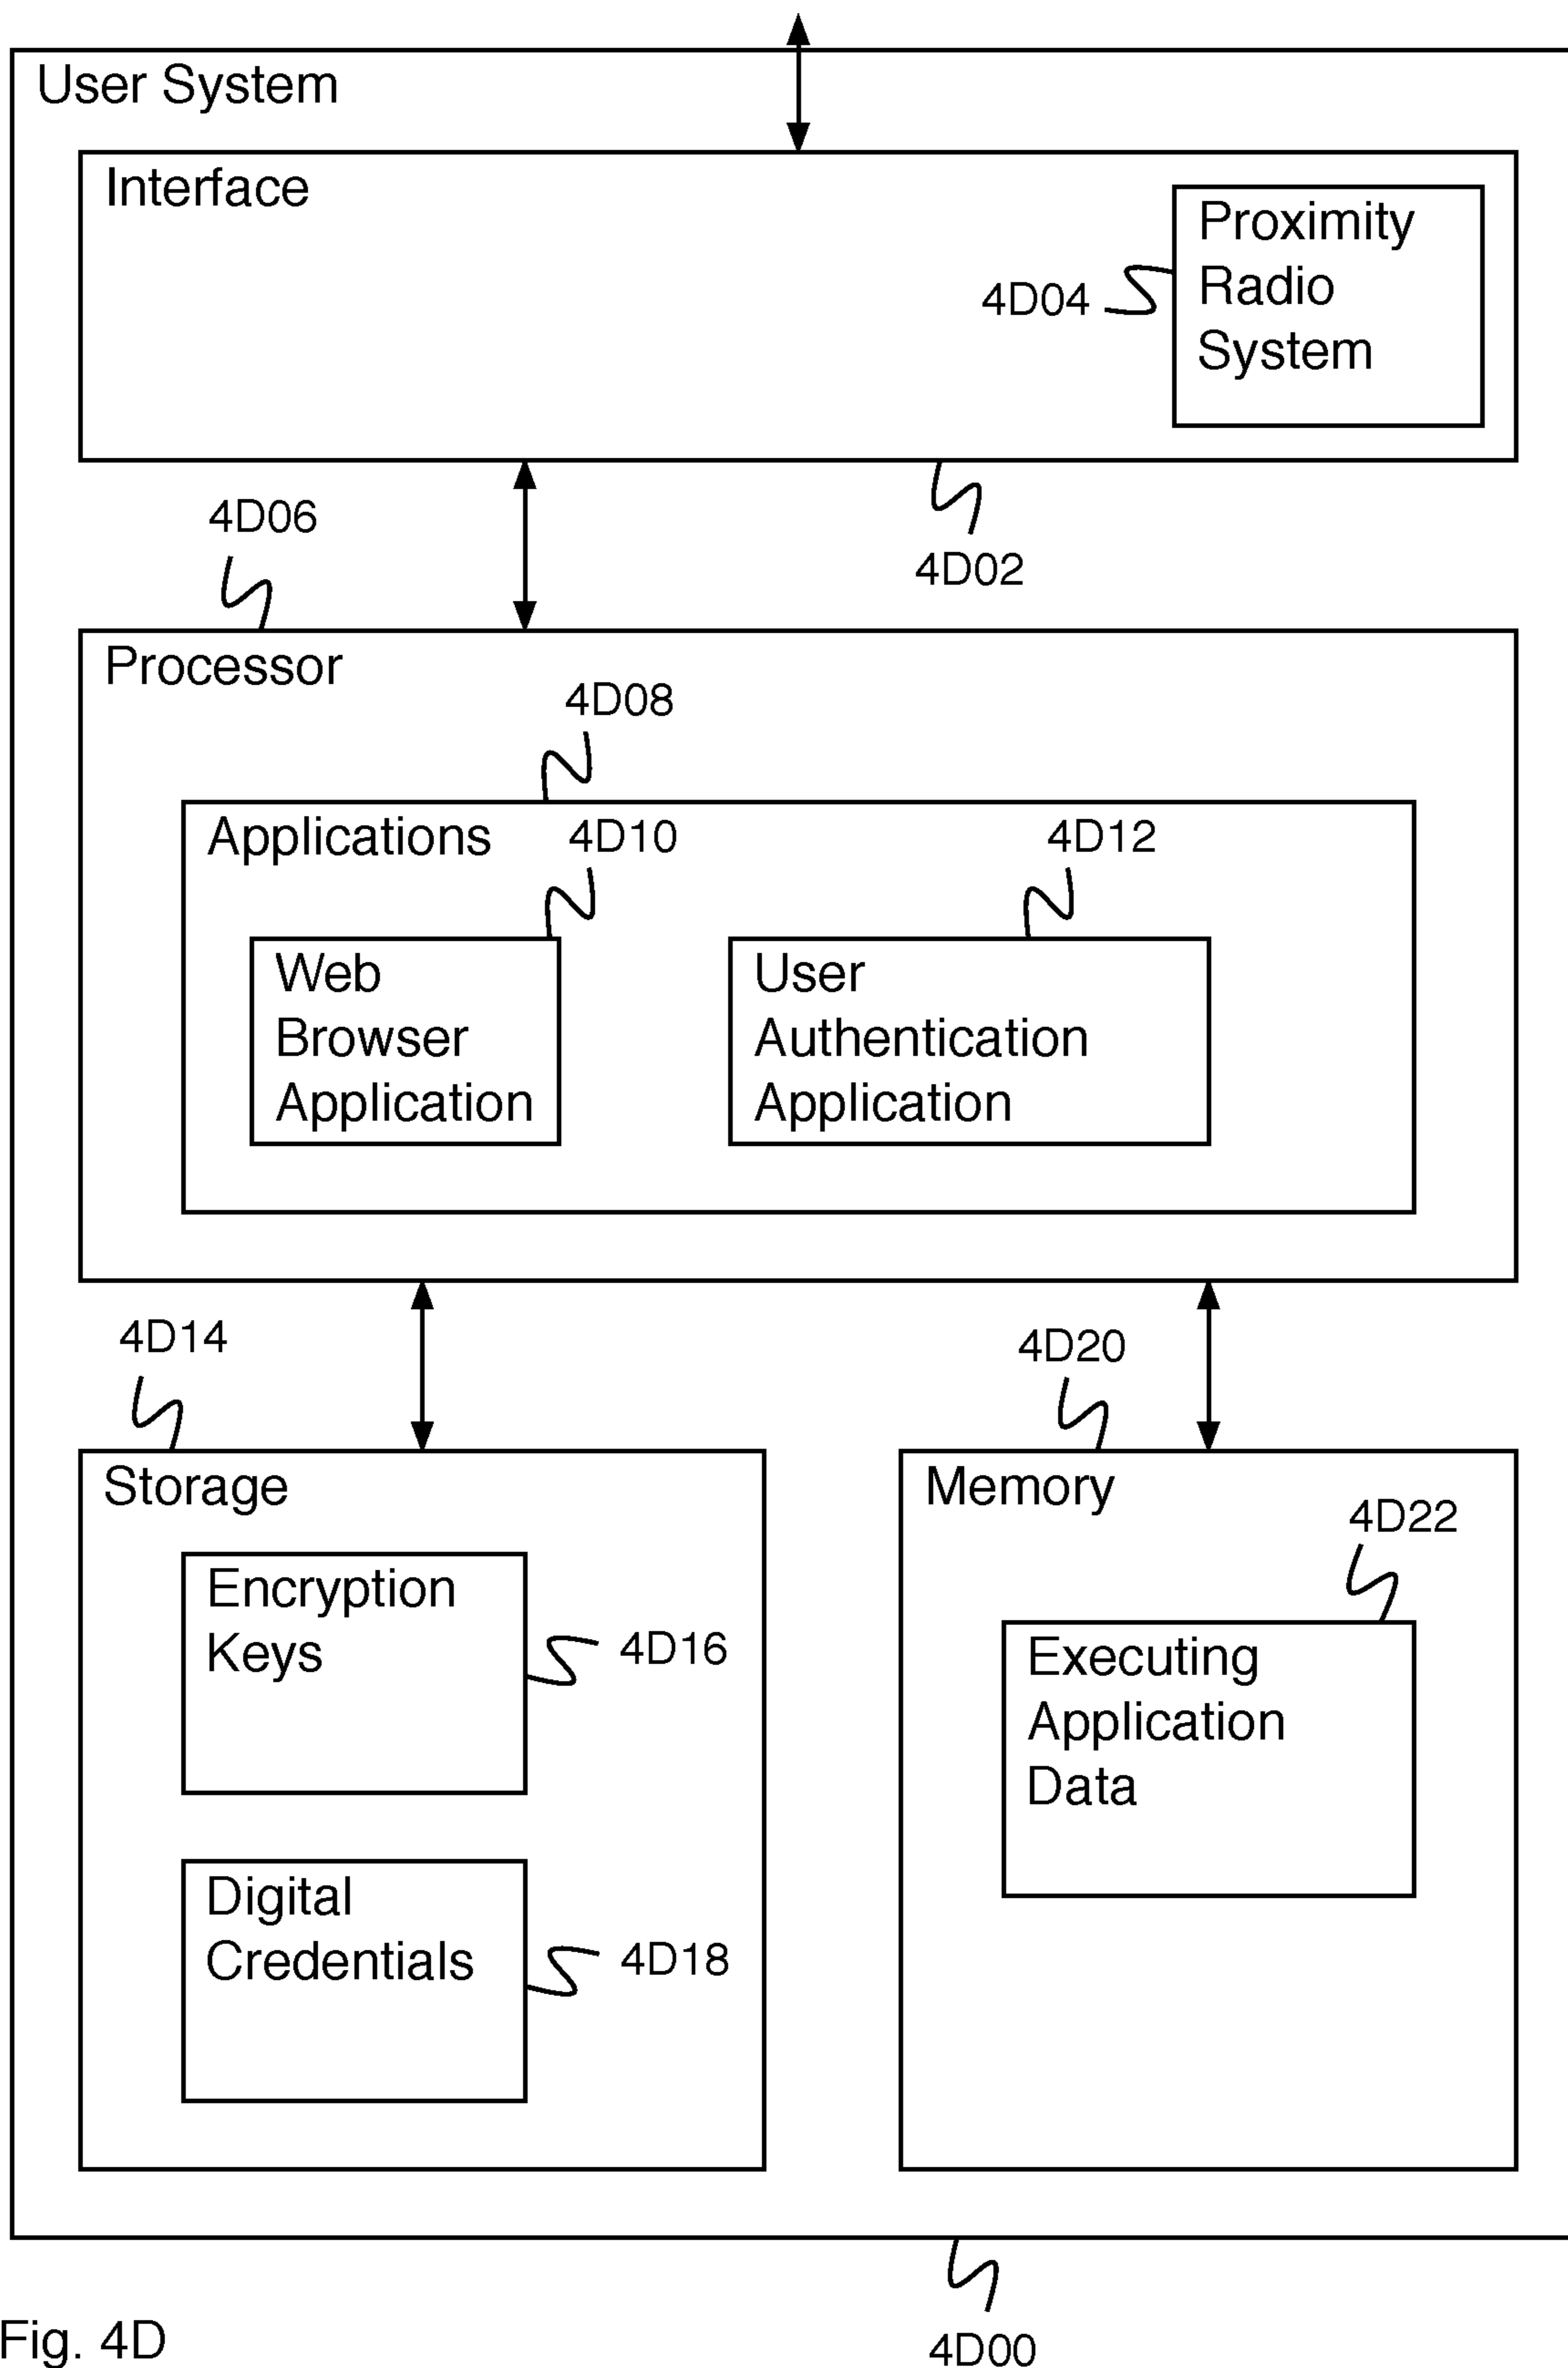 User System
Interface
Proximity
Radio
System
4D04
4D06
4D02
Processor
4D08
Applications
4D10
4D12
Web
Browser
Application
User
Authentication
Application
4D14
4D20
Storage
Memory
4D22
Encryption
Keys
4D16
Executing
Application
Data
Digital
Credentials
4D18
Fig. 4D
4D00